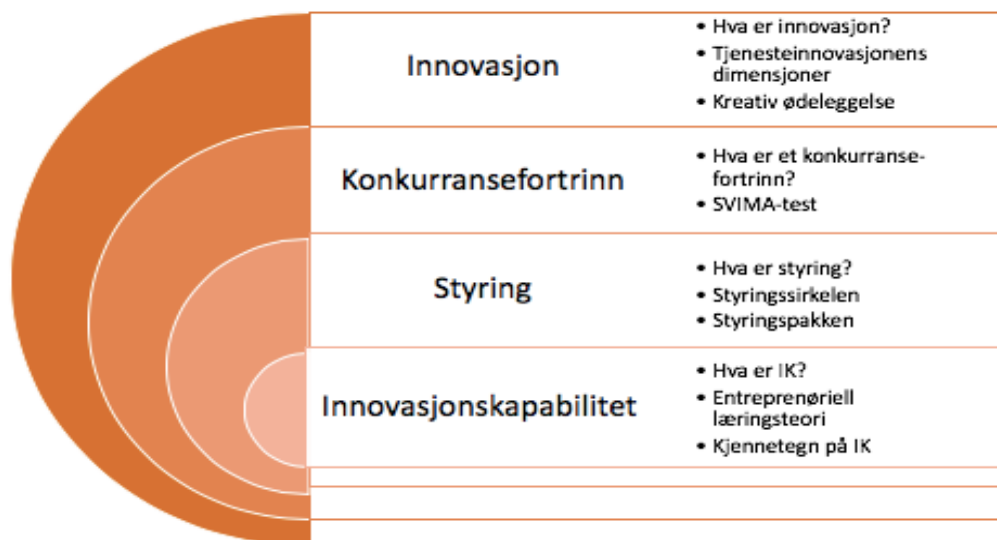 Innovasjon
• Hva er innovasjon?
• Tjenesteinnovasjonens
dimensjoner
• Kreativ ødeleggelse
Konkurransefortrinn
• Hva er et konkurranse-
fortrinn?
• SVIMA-test
Styring
• Hva er styring?
• Styringssirkelen
• Styringspakken
Innovasjonskapabilitet
• Hva er IK?
• Entreprenøriell
læringsteori
• Kjennetegn på IK